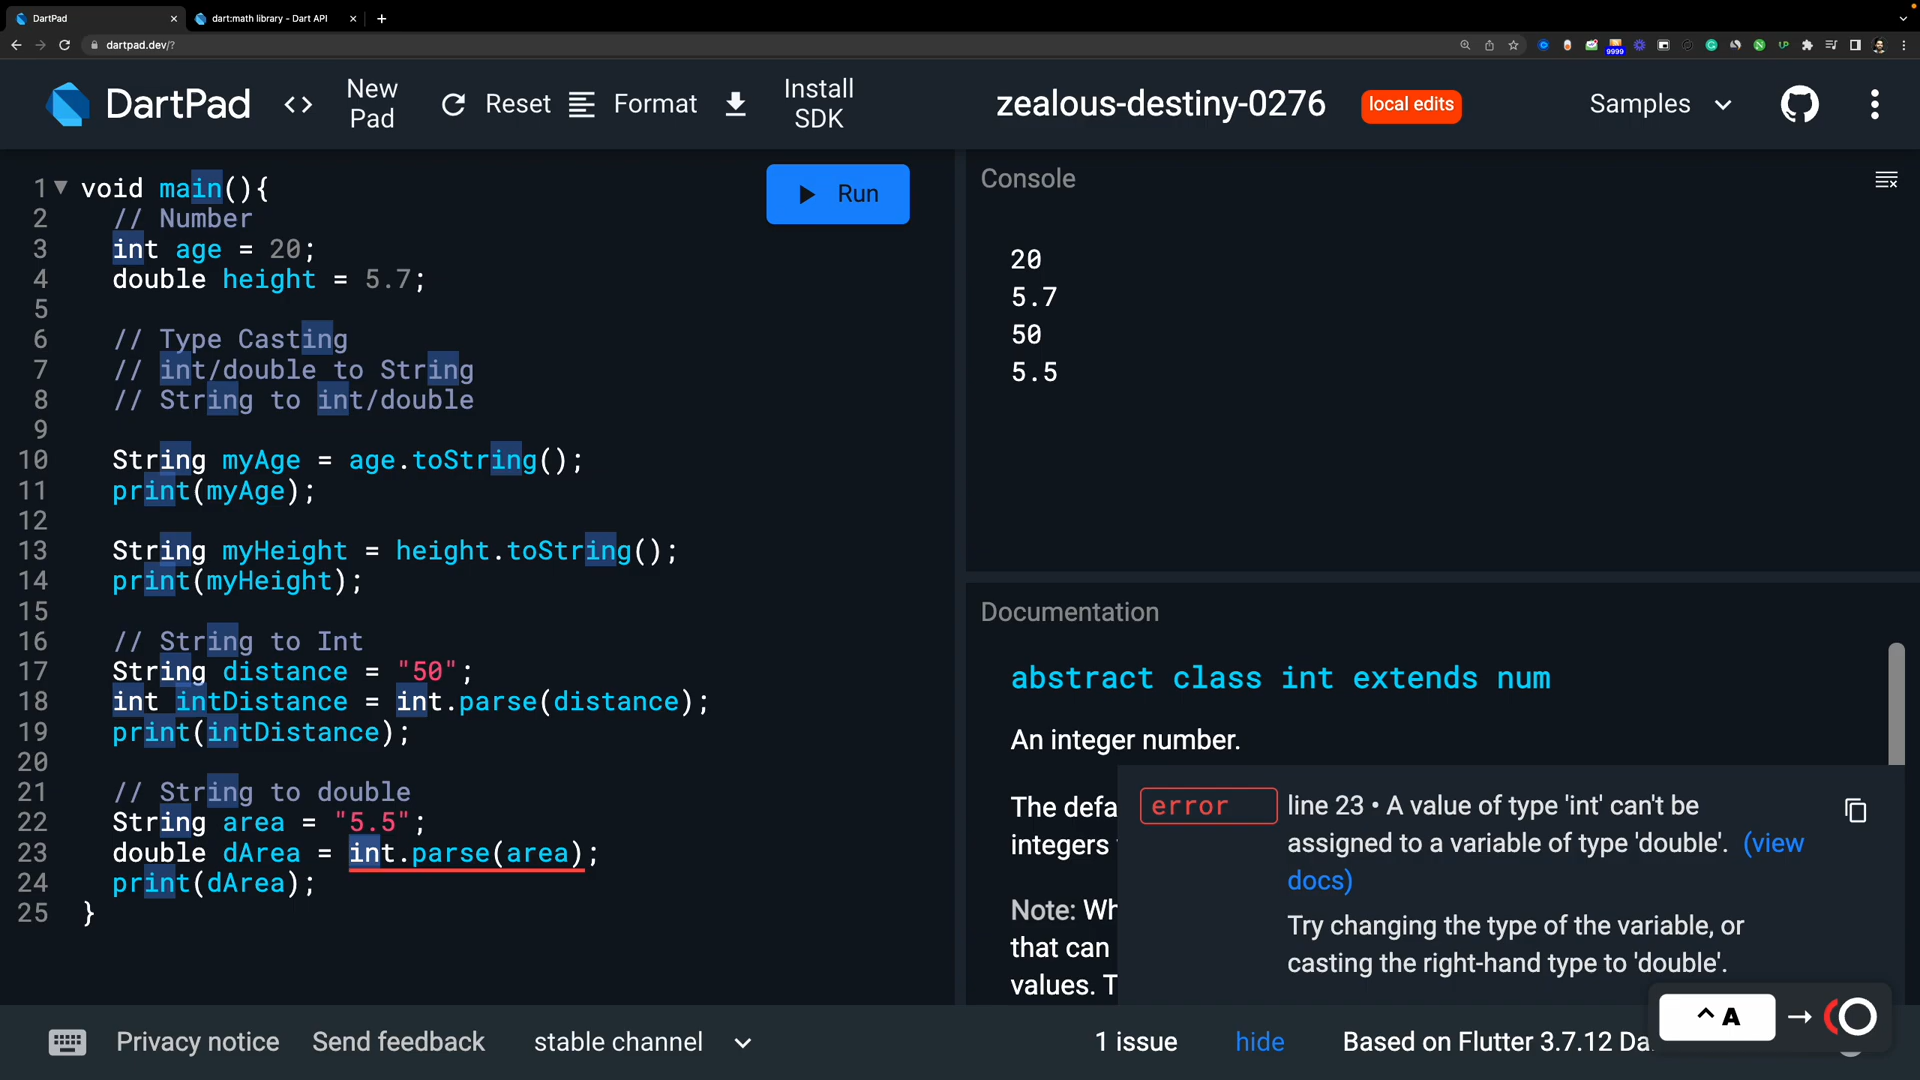 DartPad
dart:math library - Dart API
dartpad.dev/?
9999
DartPad
<> New Pad
Reset
Format
Install SDK
zealous-destiny-0276
local edits
Samples
1 void main(){
2 // Number
3 int age = 20;
4 double height = 5.7;
5
6 // Type Casting
7 // int/double to String
8 // String to int/double
9
10 String myAge = age.toString();
11 print(myAge);
12
13 String myHeight = height.toString();
14 print(myHeight);
15
16 // String to Int
17 String distance = "50";
18 int intDistance = int.parse(distance);
19 print(intDistance);
20
21 // String to double
22 String area = "5.5";
23 double dArea = int.parse(area);
24 print(dArea);
25 }
Run
Console
20
5.7
50
5.5
Documentation
abstract class int extends num
An integer number.
The defa
integers
Note: Wh
that can
values. T
error
line 23 • A value of type 'int' can't be
assigned to a variable of type 'double'. (view
docs)
Try changing the type of the variable, or
casting the right-hand type to 'double'.
Privacy notice
Send feedback
stable channel
1 issue
hide
Based on Flutter 3.7.12 Da
^ A →